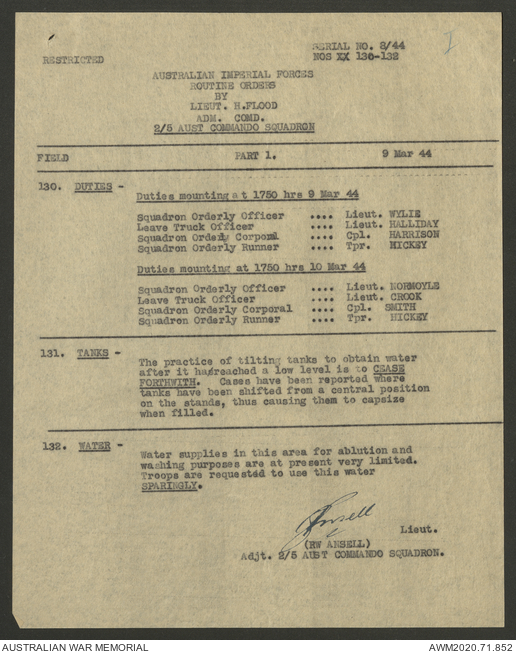 SERIAL NO. 8/44
RESTRICTED
NOS XX 130-132
I
AUSTRALIAN IMPERIAL FORCES
ROUTINE ORDERS
BY
LIEUT. H.FLOOD
ADM. COMD.
2/5 AUST COMMANDO SQUADRON
FIELD PART 1. 9 Mar 44
130. DUTIES -
Duties mounting at 1750 hrs 9 Mar 44
Squadron Orderly Officer .... Lieut. WYLIE
Leave Truck Officer .... Lieut. HALLIDAY
Squadron Orderly Corporal .... Cpl. HARRISON
Squadron Orderly Runner .... Tpr. MICKEY
Duties mounting at 1750 hrs 10 Mar 44
Squadron Orderly Officer .... Lieut. NORMOYLE
Leave Truck Officer .... Lieut. CROOK
Squadron Orderly Corporal .... Cpl. SMITH
Squadron Orderly Runner .... Tpr. HICKEY
131. TANKS -
The practice of tilting tanks to obtain water
after it has reached a low level is to CEASE
FORTHWITH. Cases have been reported where
tanks have been shifted from a central position
on the stands, thus causing them to capsize
when filled.
132. WATER -
Water supplies in this area for ablution and
washing purposes are at present very limited.
Troops are requested to use this water
SPARINGLY.
Ansell
Lieut.
(RW ANSELL)
Adjt. 2/5 AUST COMMANDO SQUADRON.
AUSTRALIAN WAR MEMORIAL AWM2020.71.852